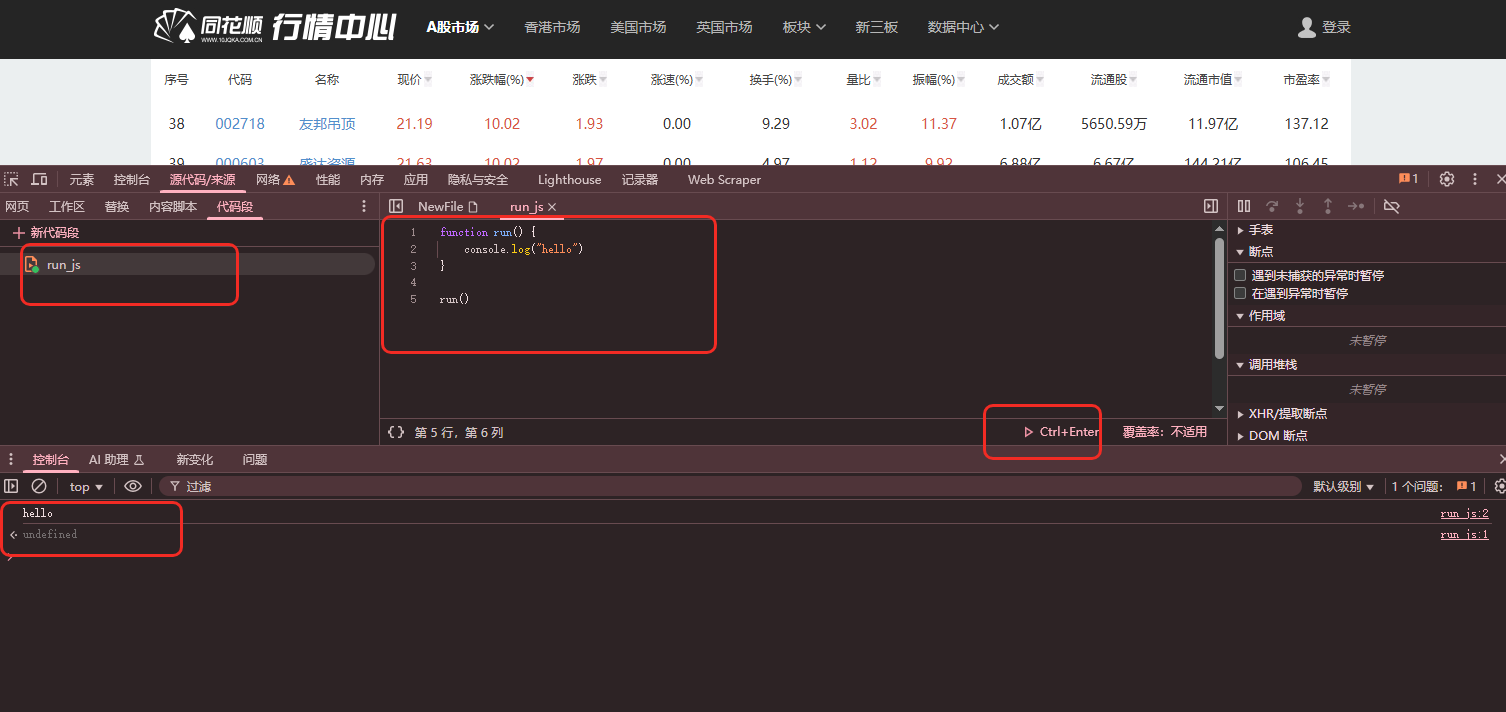 同花顺 行情中心 A股市场 香港市场 美国市场 英国市场 板块 新三板 数据中心 登录
WWW.10JQKA.COM.CN
序号 代码 名称 现价 涨跌幅(%) 涨跌 涨速(%) 换手(%) 量比 振幅(%) 成交额 流通股 流通市值 市盈率
38 002718 友邦吊顶 21.19 10.02 1.93 0.00 9.29 3.02 11.37 1.07亿 5650.59万 11.97亿 137.12
39 000603 盛达资源 21.63 10.02 1.97 0.00 4.97 1.12 9.92 6.88亿 6.67亿 144.21亿 106.45
元素 控制台 源代码/来源 网络 性能 内存 应用 隐私与安全 Lighthouse 记录器 Web Scraper 1
网页 工作区 替换 内容脚本 代码段 NewFile run_js
+ 新代码段
run_js
1 function run() {
2 console.log("hello")
3 }
4
5 run()
手表
断点
遇到未捕获的异常时暂停
在遇到异常时暂停
作用域
未暂停
调用堆栈
未暂停
XHR/提取断点
DOM 断点
{} 第 5 行，第 6 列 Ctrl+Enter 覆盖率：不适用
控制台 AI 助理 新变化 问题
top 过滤 默认级别 1 个问题： 1
hello run_js:2
undefined run_js:1